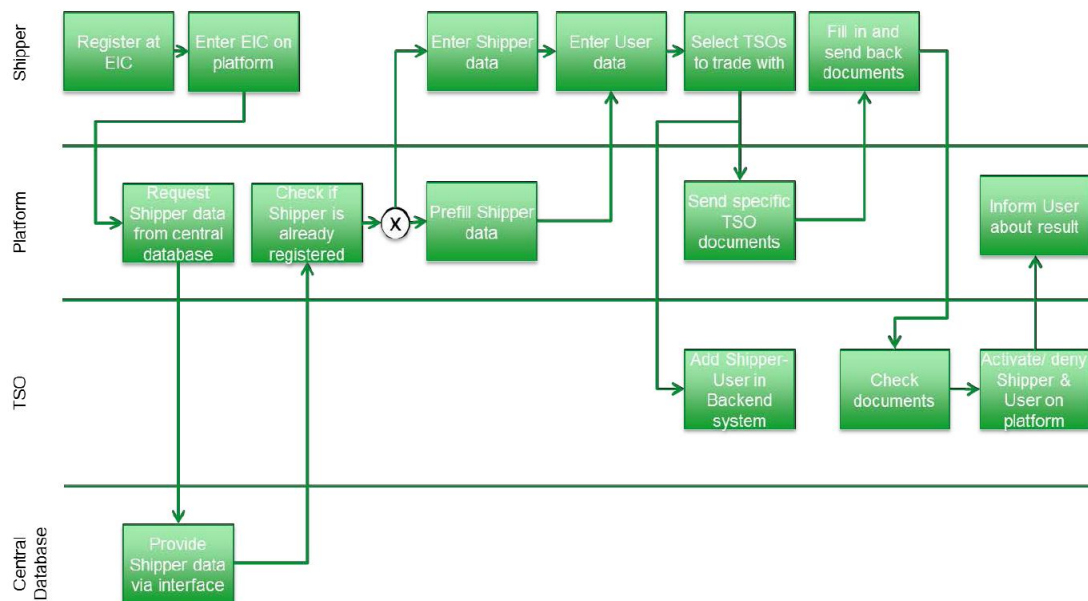 Shipper
Register at
EIC
Enter EIC on
platform
Enter Shipper
data
Enter User
data
Select TSOs
to trade with
Fill in and
send back
documents
Platform
Request
Shipper data
from central
database
Check if
Shipper is
already
registered
X
Prefill Shipper
data
Send specific
TSO
documents
Inform User
about result
TSO
Add Shipper-
User in
Backend
system
Check
documents
Activate/ deny
Shipper &
User on
platform
Central
Database
Provide
Shipper data
via interface